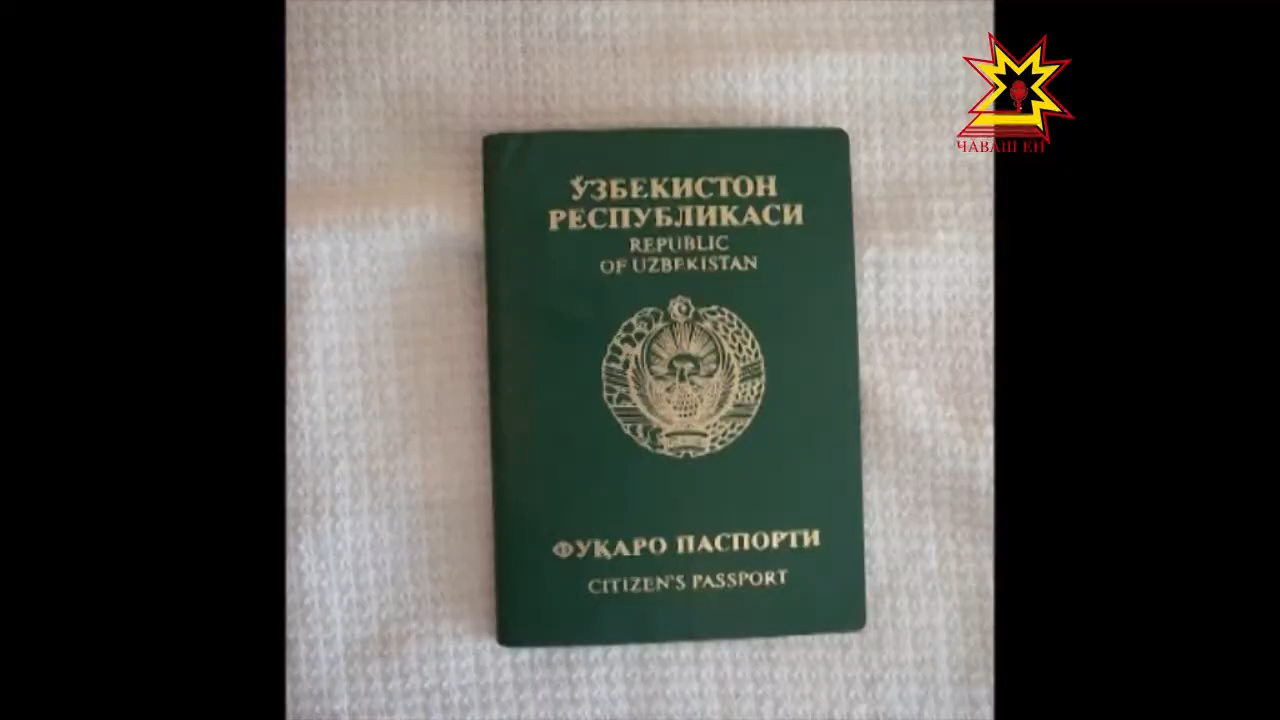 ЎЗБЕКИСТОН
РЕСПУБЛИКАСИ
REPUBLIC
OF UZBEKISTAN
ФУҚАРО ПАСПОРТИ
CITIZEN'S PASSPORT
ЧӐВАШ ЕН